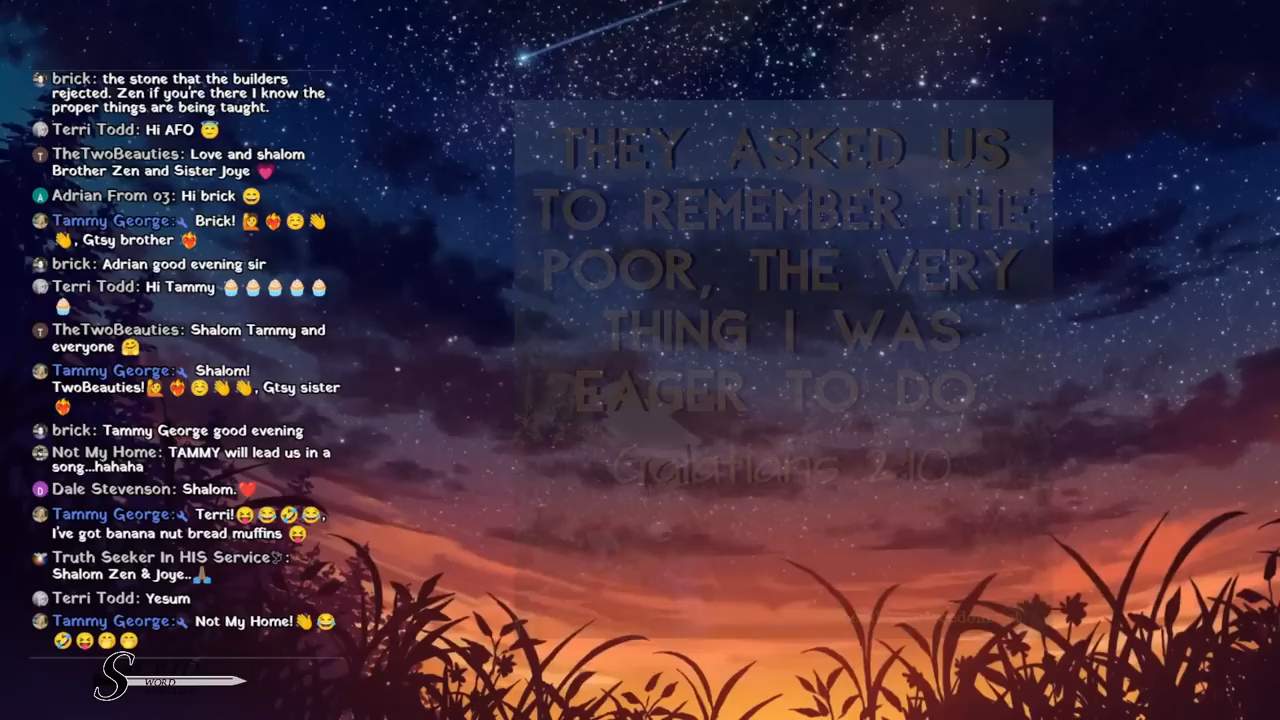 brick: the stone that the builders
rejected. Zen if you're there I know the
proper things are being taught.
Terri Todd: Hi AFO 😇
TheTwoBeauties: Love and shalom
Brother Zen and Sister Joye 💗
Adrian From 03: Hi brick 😄
Tammy George: Brick! 🙋❤️‍🔥☺️👋
👋, Gtsy brother ❤️‍🔥
brick: Adrian good evening sir
Terri Todd: Hi Tammy 🧁🧁🧁🧁🧁
🧁
TheTwoBeauties: Shalom Tammy and
everyone 🤗
Tammy George: Shalom!
TwoBeauties!🙋❤️‍🔥☺️👋👋, Gtsy sister
❤️‍🔥
brick: Tammy George good evening
Not My Home: TAMMY will lead us in a
song...hahaha
Dale Stevenson: Shalom.❤️
Tammy George: Terri!😝😂🤣😂,
I've got banana nut bread muffins 😝
Truth Seeker In HIS Service🕊:
Shalom Zen & Joye..🙏🏽
Terri Todd: Yesum
Tammy George: Not My Home!👋😂
🤣😝🤭🤭
THEY ASKED US
TO REMEMBER THE
POOR, THE VERY
THING I WAS
EAGER TO DO
Galatians 2:10
S
WORD